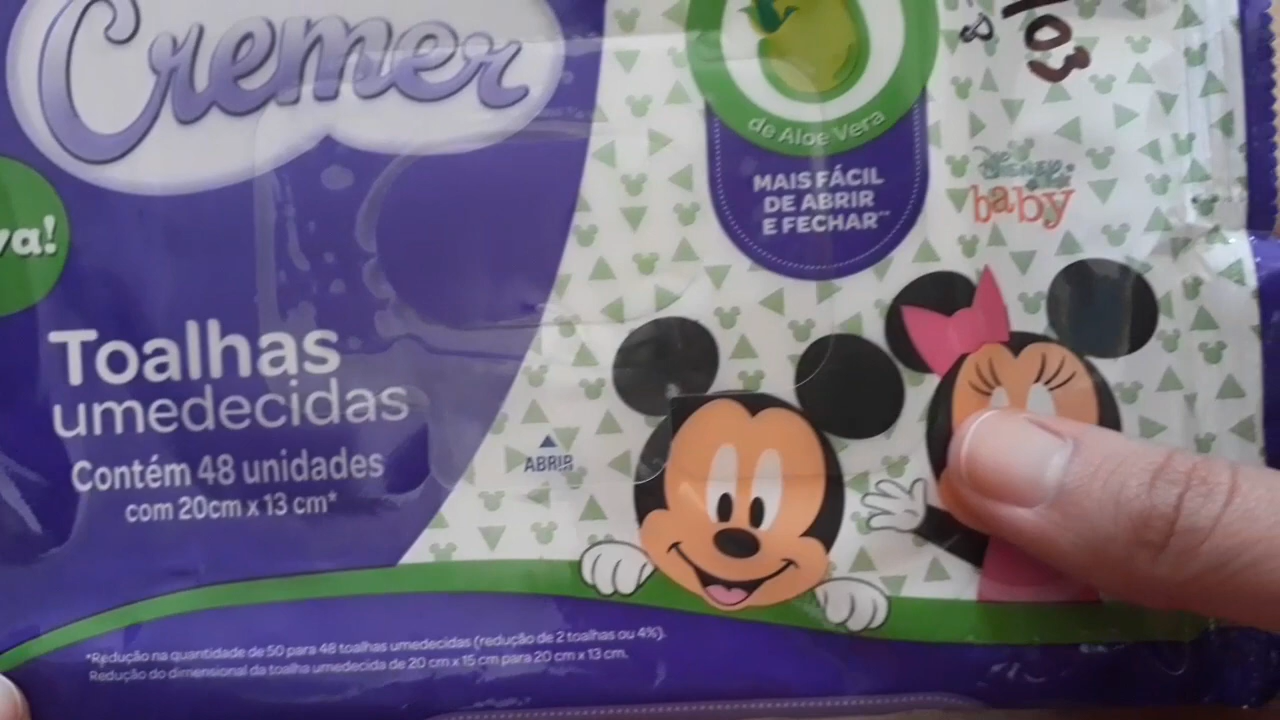 Cremer
va!
de Aloe Vera
MAIS FÁCIL
DE ABRIR
E FECHAR**
Disney
baby
Toalhas
umedecidas
Contém 48 unidades
com 20cm x 13 cm*
ABRIR
*Redução na quantidade de 50 para 48 toalhas umedecidas (redução de 2 toalhas ou 4%).
Redução do dimensional da toalha umedecida de 20 cm x 15 cm para 20 cm x 13 cm.